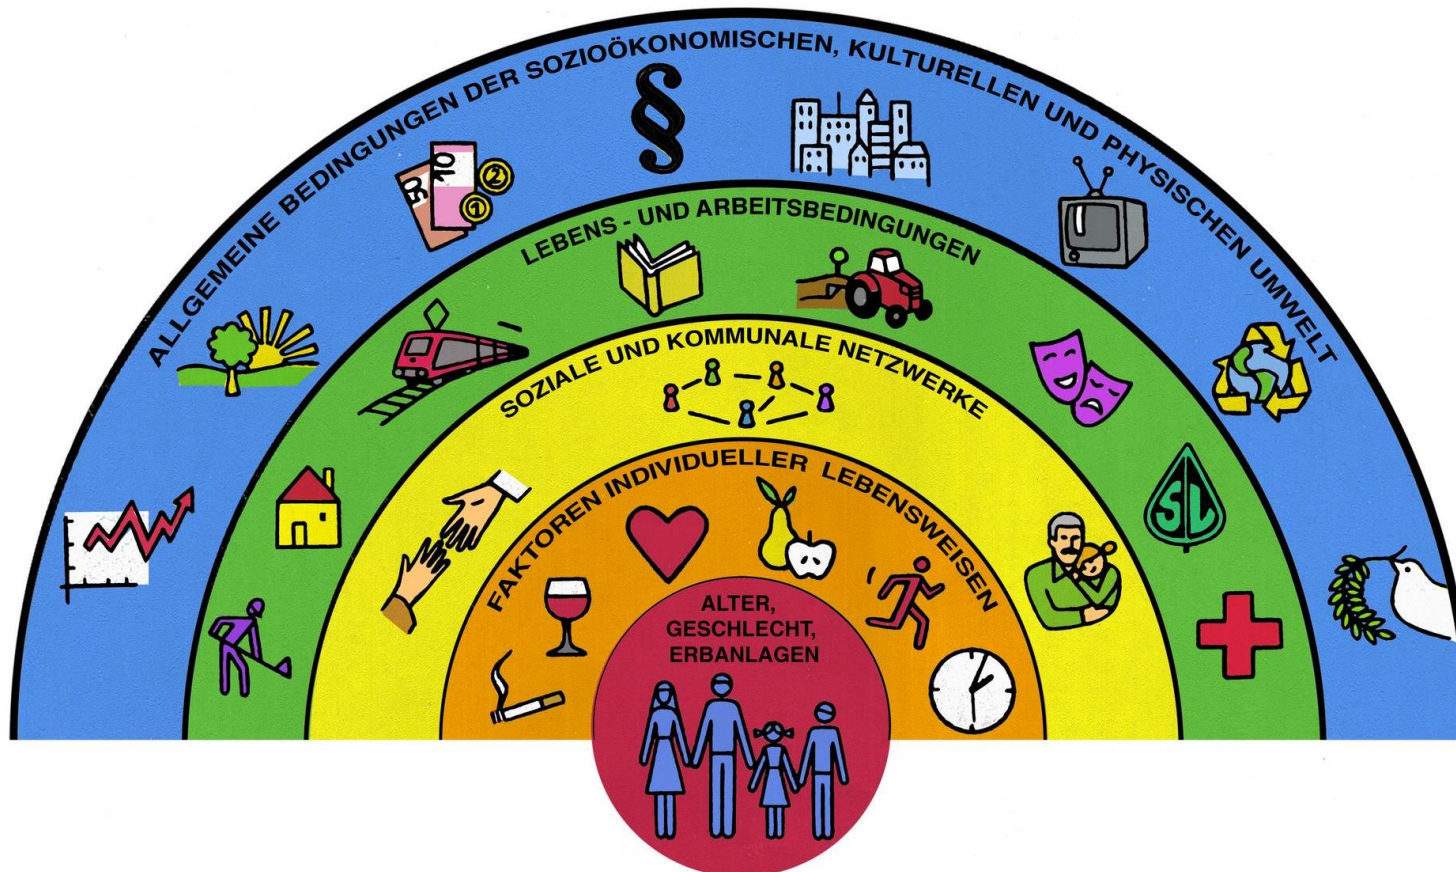 ALLGEMEINE BEDINGUNGEN DER SOZIOÖKONOMISCHEN, KULTURELLEN UND PHYSISCHEN UMWELT
§
10
50
2
1
LEBENS - UND ARBEITSBEDINGUNGEN
SOZIALE UND KOMMUNALE NETZWERKE
FAKTOREN INDIVIDUELLER LEBENSWEISEN
SL
ALTER,
GESCHLECHT,
ERBANLAGEN